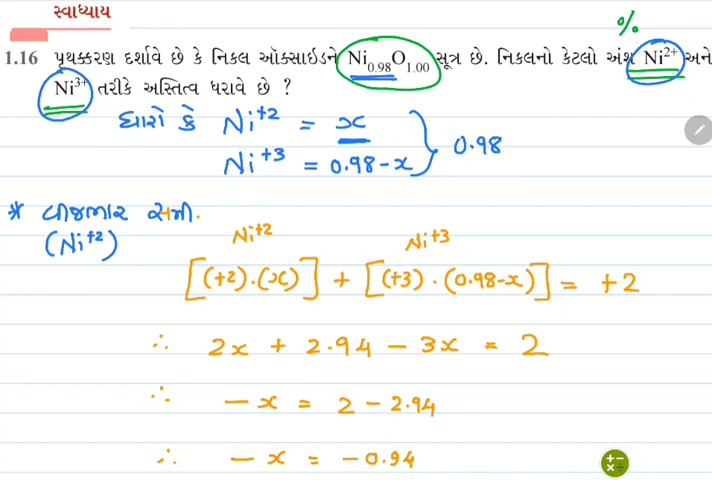 સ્વાધ્યાય
%
1.16 પૃથક્કરણ દર્શાવે છે કે નિકલ ઑક્સાઇડને Ni0.98O1.00 સૂત્ર છે. નિકલનો કેટલો અંશ Ni2+ અને
Ni3+ તરીકે અસ્તિત્વ ધરાવે છે ?
ધારો કે Ni+2 = x
Ni+3 = 0.98-x } 0.98
* વીજભાર સમી.
(Ni+2)
Ni+2 Ni+3
[(+2).(x)] + [(+3).(0.98-x)] = +2
∴ 2x + 2.94 - 3x = 2
∴ -x = 2 - 2.94
∴ -x = -0.94